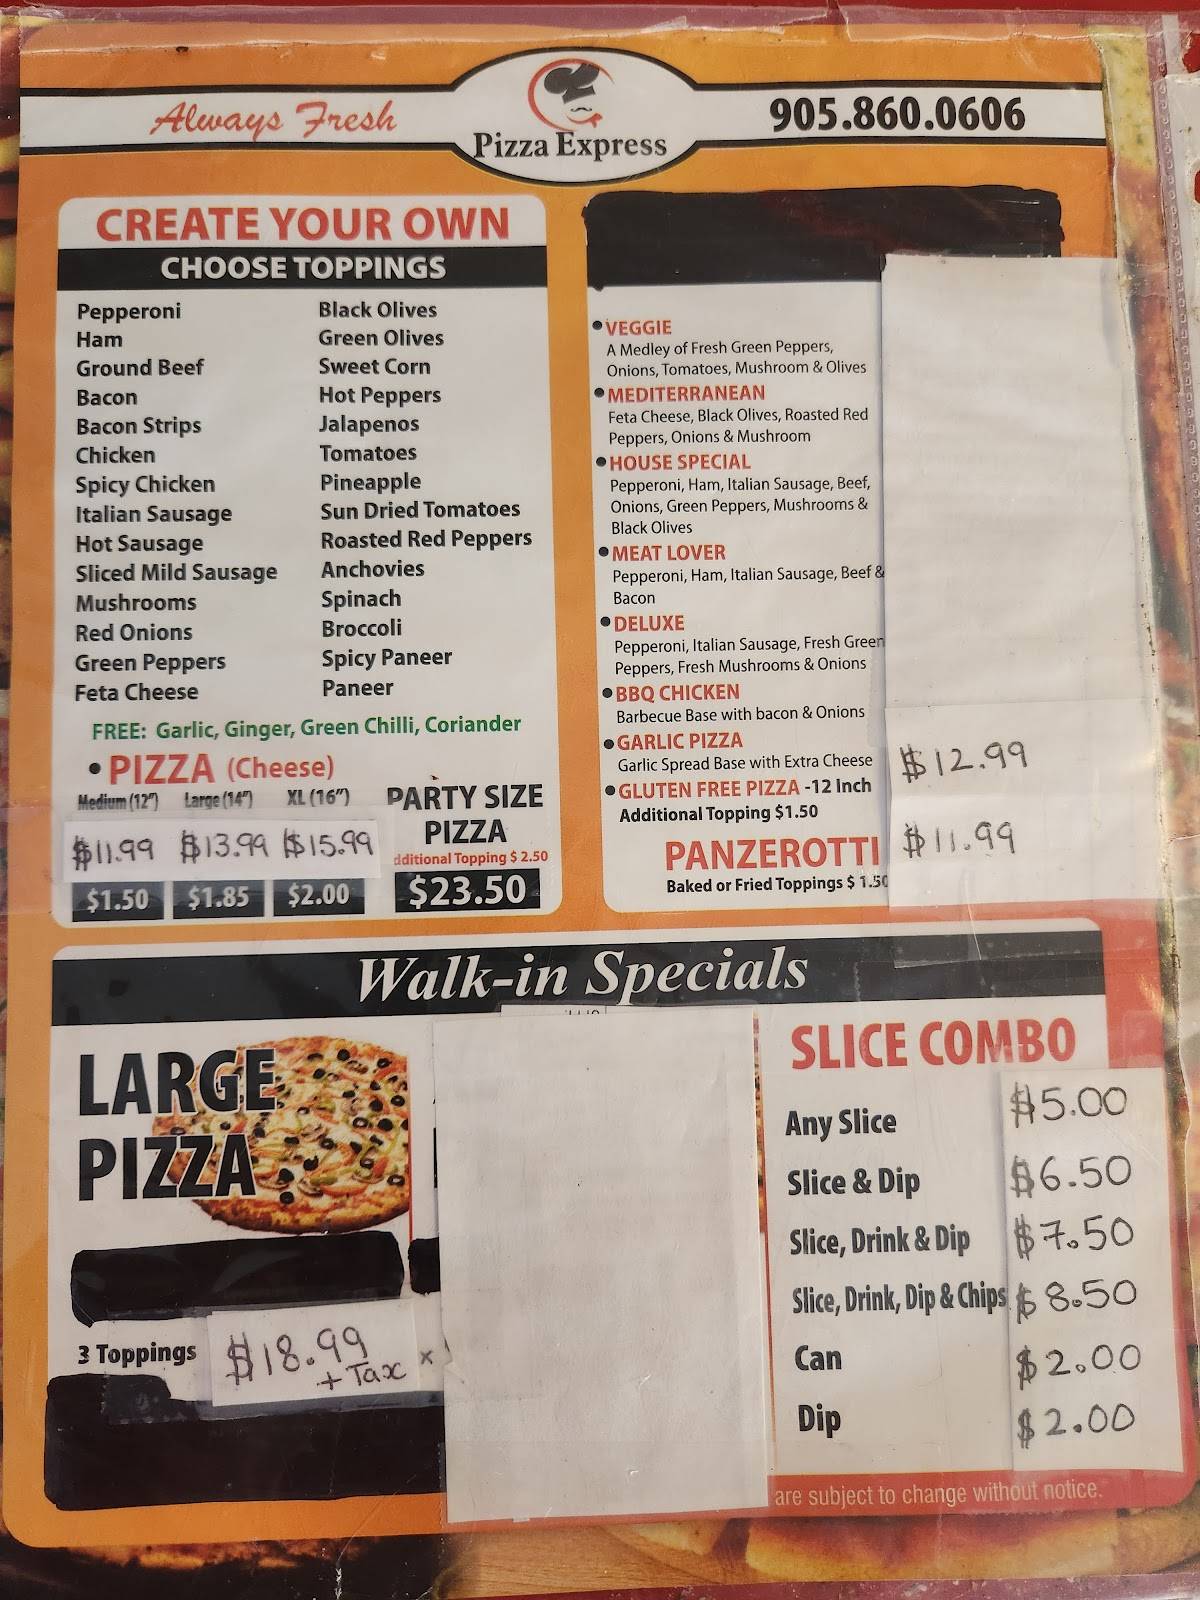 Always Fresh
Pizza Express
905.860.0606
CREATE YOUR OWN
CHOOSE TOPPINGS
Pepperoni
Ham
Ground Beef
Bacon
Bacon Strips
Chicken
Spicy Chicken
Italian Sausage
Hot Sausage
Sliced Mild Sausage
Mushrooms
Red Onions
Green Peppers
Feta Cheese
Black Olives
Green Olives
Sweet Corn
Hot Peppers
Jalapenos
Tomatoes
Pineapple
Sun Dried Tomatoes
Roasted Red Peppers
Anchovies
Spinach
Broccoli
Spicy Paneer
Paneer
FREE: Garlic, Ginger, Green Chilli, Coriander
• PIZZA (Cheese)
Medium (12") Large (14") XL (16")
$11.99 $13.99 $15.99
$1.50 $1.85 $2.00
PARTY SIZE
PIZZA
dditional Topping $ 2.50
$23.50
• VEGGIE
A Medley of Fresh Green Peppers,
Onions, Tomatoes, Mushroom & Olives
• MEDITERRANEAN
Feta Cheese, Black Olives, Roasted Red
Peppers, Onions & Mushroom
• HOUSE SPECIAL
Pepperoni, Ham, Italian Sausage, Beef,
Onions, Green Peppers, Mushrooms &
Black Olives
• MEAT LOVER
Pepperoni, Ham, Italian Sausage, Beef &
Bacon
• DELUXE
Pepperoni, Italian Sausage, Fresh Green
Peppers, Fresh Mushrooms & Onions
• BBQ CHICKEN
Barbecue Base with bacon & Onions
• GARLIC PIZZA
Garlic Spread Base with Extra Cheese
$12.99
• GLUTEN FREE PIZZA -12 Inch
Additional Topping $1.50
PANZEROTTI
$11.99
Baked or Fried Toppings $ 1.50
Walk-in Specials
LARGE
PIZZA
3 Toppings $18.99
+ Tax
x
SLICE COMBO
Any Slice $5.00
Slice & Dip $6.50
Slice, Drink & Dip $7.50
Slice, Drink, Dip & Chips $8.50
Can $2.00
Dip $2.00
are subject to change without notice.